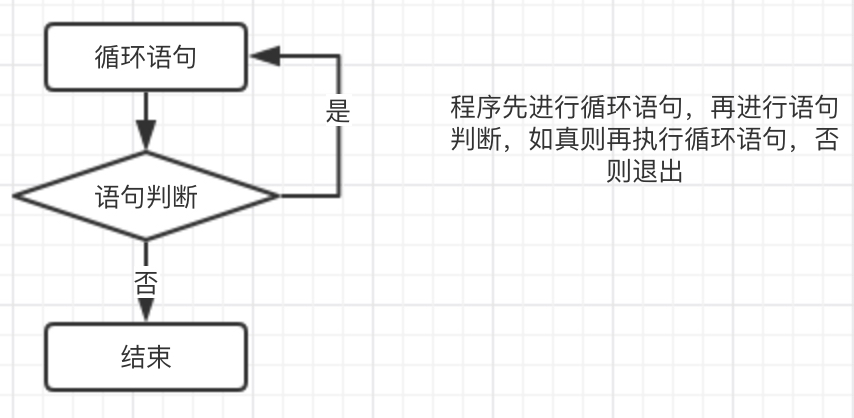 循环语句
是
程序先进行循环语句，再进行语句
判断，如真则再执行循环语句，否
则退出
语句判断
否
结束